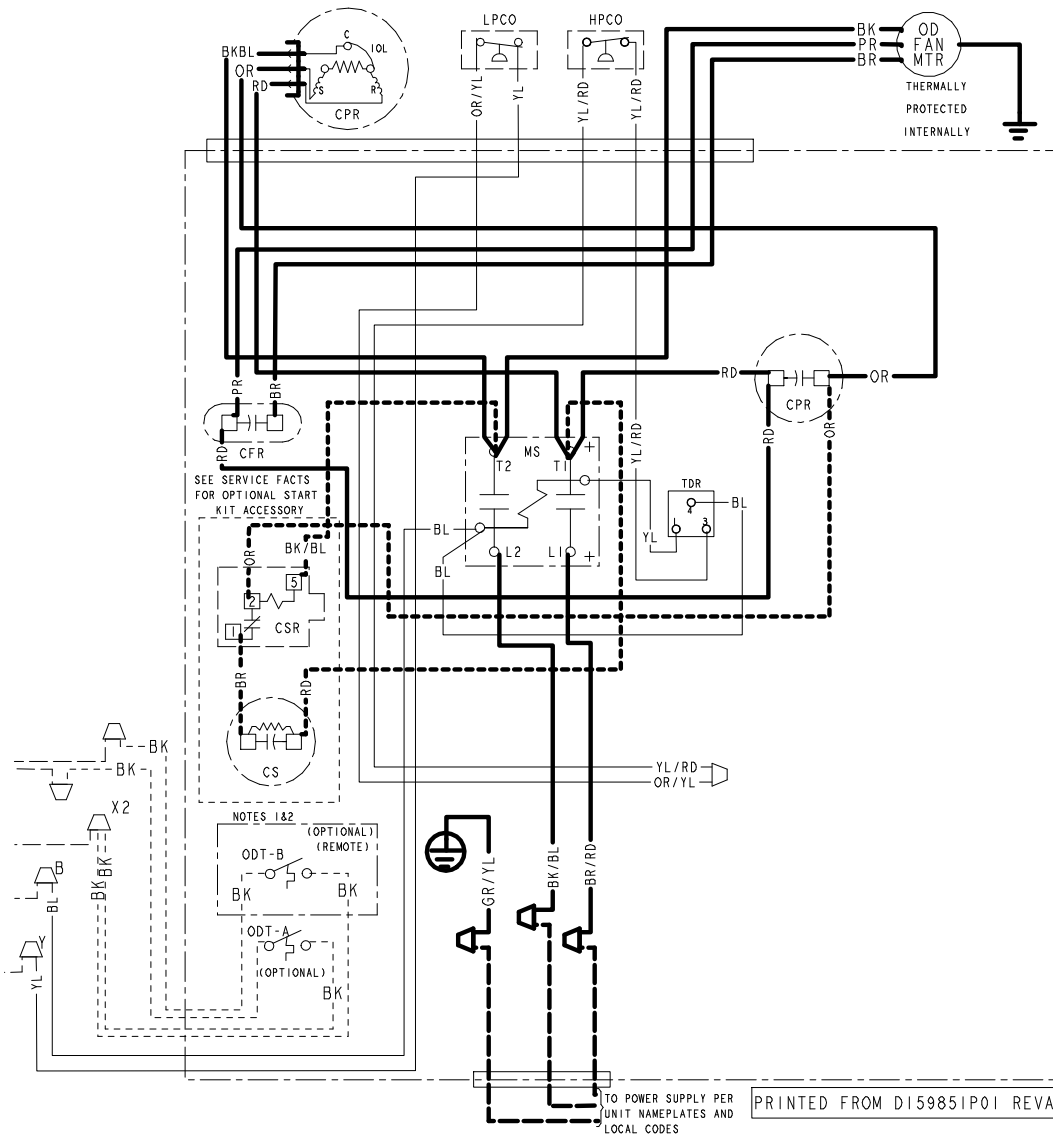 LPCO
HPCO
BKBL
OR
RD
C
IOL
S
R
CPR
OR/YL
YL
YL/RD
YL/RD
BK
PR
BR
OD
FAN
MTR
THERMALLY
PROTECTED
INTERNALLY
PR
BR
RD
CFR
RD
CPR
OR
RD
OR
YL/RD
MS
T2
T1
+
L2
L1
+
BL
BL
YL
TDR
4
1
3
BL
SEE SERVICE FACTS
FOR OPTIONAL START
KIT ACCESSORY
OR
BK/BL
5
2
1
CSR
BR
RD
CS
BK
BK
X2
BK
BK
B
BL
Y
YL
NOTES 1&2
(OPTIONAL)
(REMOTE)
ODT-B
BK
BK
ODT-A
(OPTIONAL)
BK
YL/RD
OR/YL
GR/YL
BK/BL
BR/RD
TO POWER SUPPLY PER
UNIT NAMEPLATES AND
LOCAL CODES
PRINTED FROM D159851P01 REVA